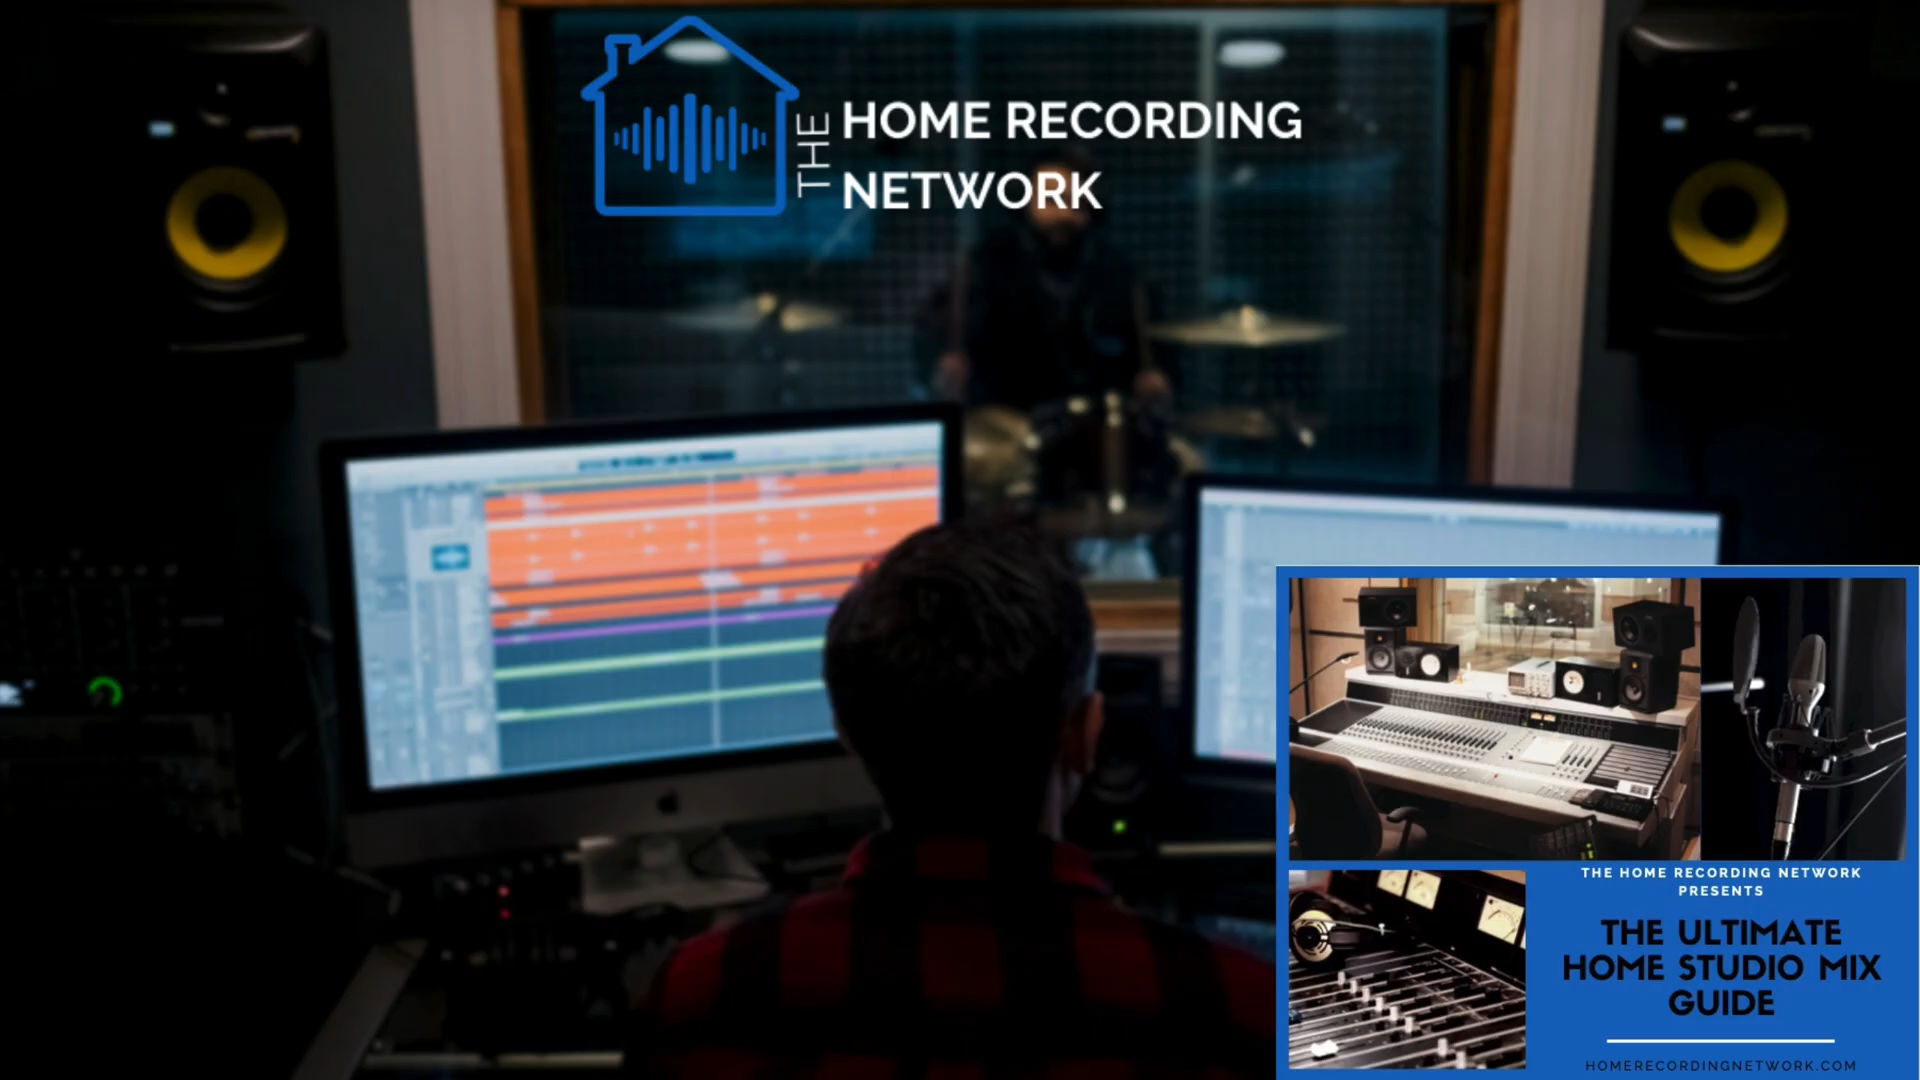 THE
HOME RECORDING
NETWORK
THE HOME RECORDING NETWORK
PRESENTS
THE ULTIMATE
HOME STUDIO MIX
GUIDE
HOMERECORDINGNETWORK.COM